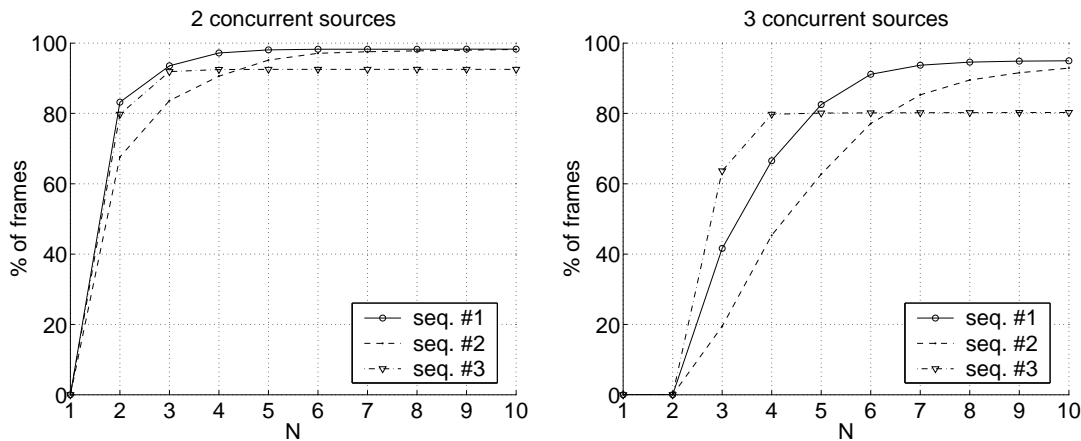 2 concurrent sources
100
80
60
40
20
0
% of frames
1 2 3 4 5 6 7 8 9 10
N
seq. #1
seq. #2
seq. #3
3 concurrent sources
100
80
60
40
20
0
% of frames
1 2 3 4 5 6 7 8 9 10
N
seq. #1
seq. #2
seq. #3